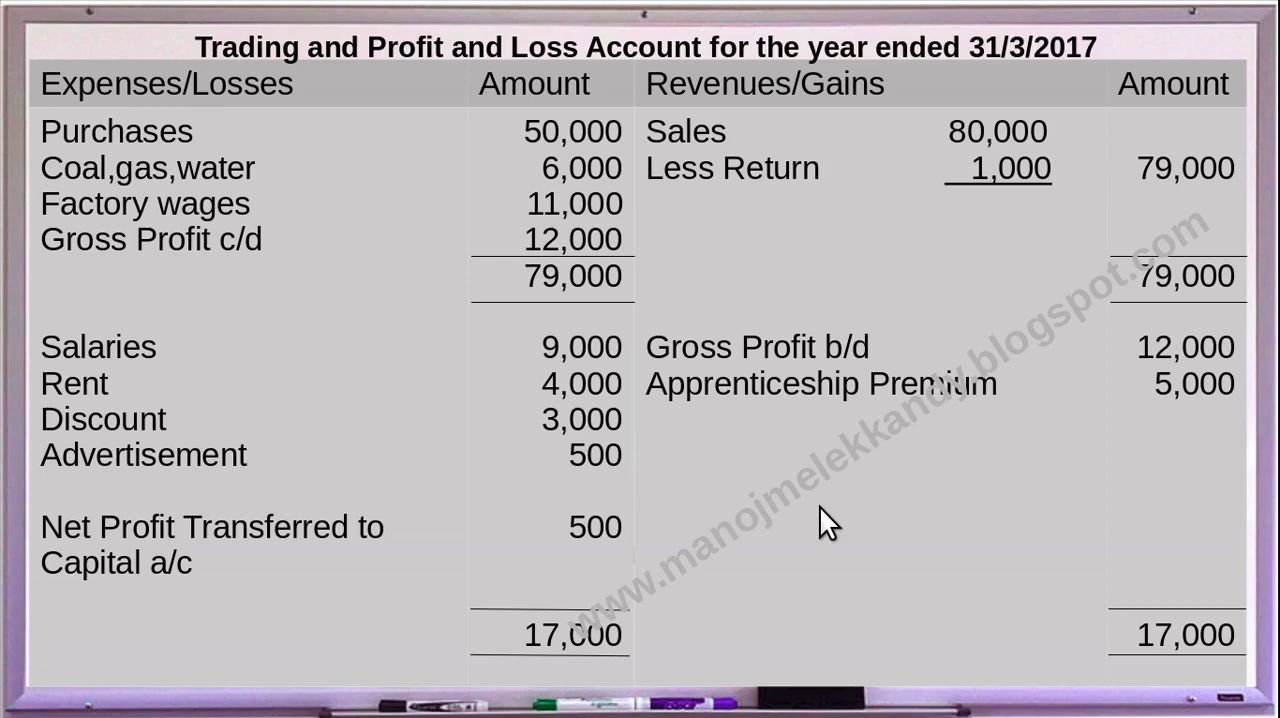 Trading and Profit and Loss Account for the year ended 31/3/2017
Expenses/Losses Amount Revenues/Gains Amount
Purchases 50,000 Sales 80,000
Coal,gas,water 6,000 Less Return 1,000 79,000
Factory wages 11,000
Gross Profit c/d 12,000
79,000 79,000
Salaries 9,000 Gross Profit b/d 12,000
Rent 4,000 Apprenticeship Premium 5,000
Discount 3,000
Advertisement 500
Net Profit Transferred to 500
Capital a/c
17,000 17,000
www.manojmelekkandy.blogspot.com